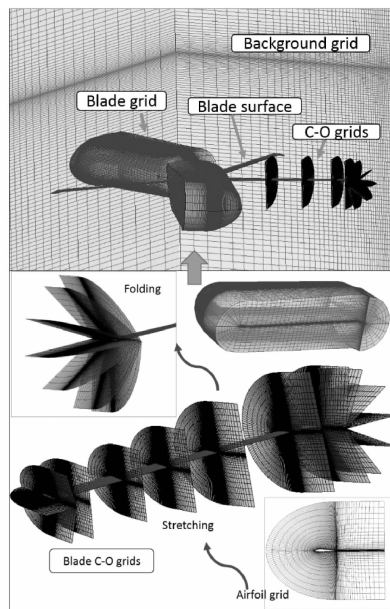 Background grid
Blade grid
Blade surface
C-O grids
Folding
Stretching
Blade C-O grids
Airfoil grid